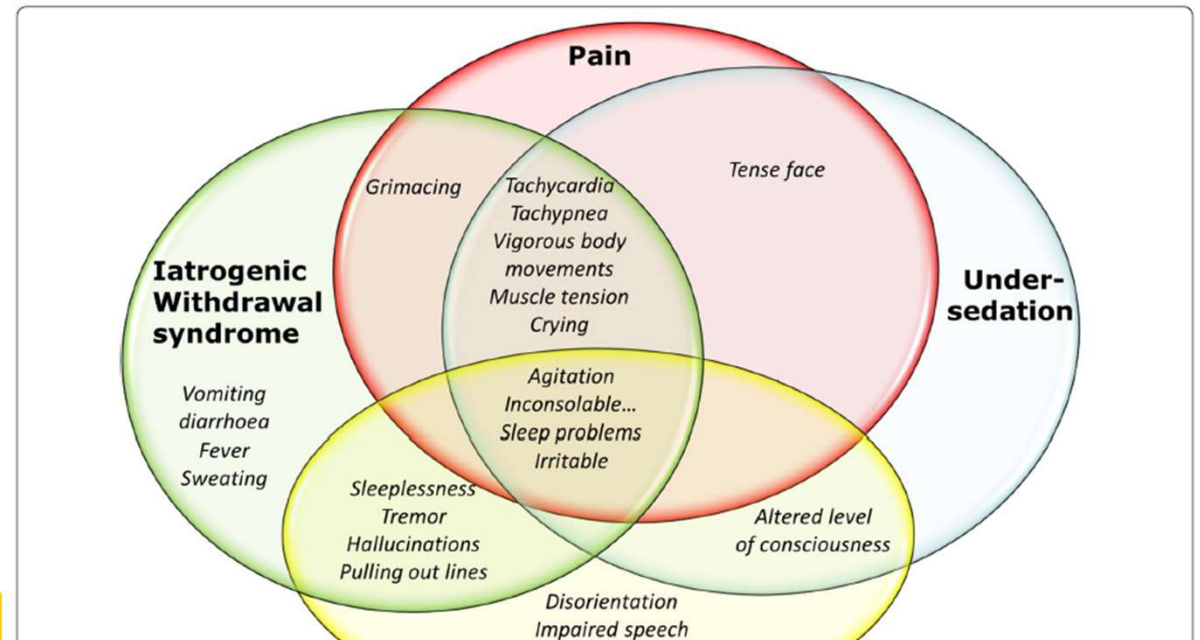 Pain
Tense face
Grimacing
Tachycardia
Tachypnea
Vigorous body
movements
Muscle tension
Crying
Iatrogenic
Withdrawal
syndrome
Under-
sedation
Vomiting
diarrhoea
Fever
Sweating
Agitation
Inconsolable...
Sleep problems
Irritable
Sleeplessness
Tremor
Hallucinations
Pulling out lines
Altered level
of consciousness
Disorientation
Impaired speech